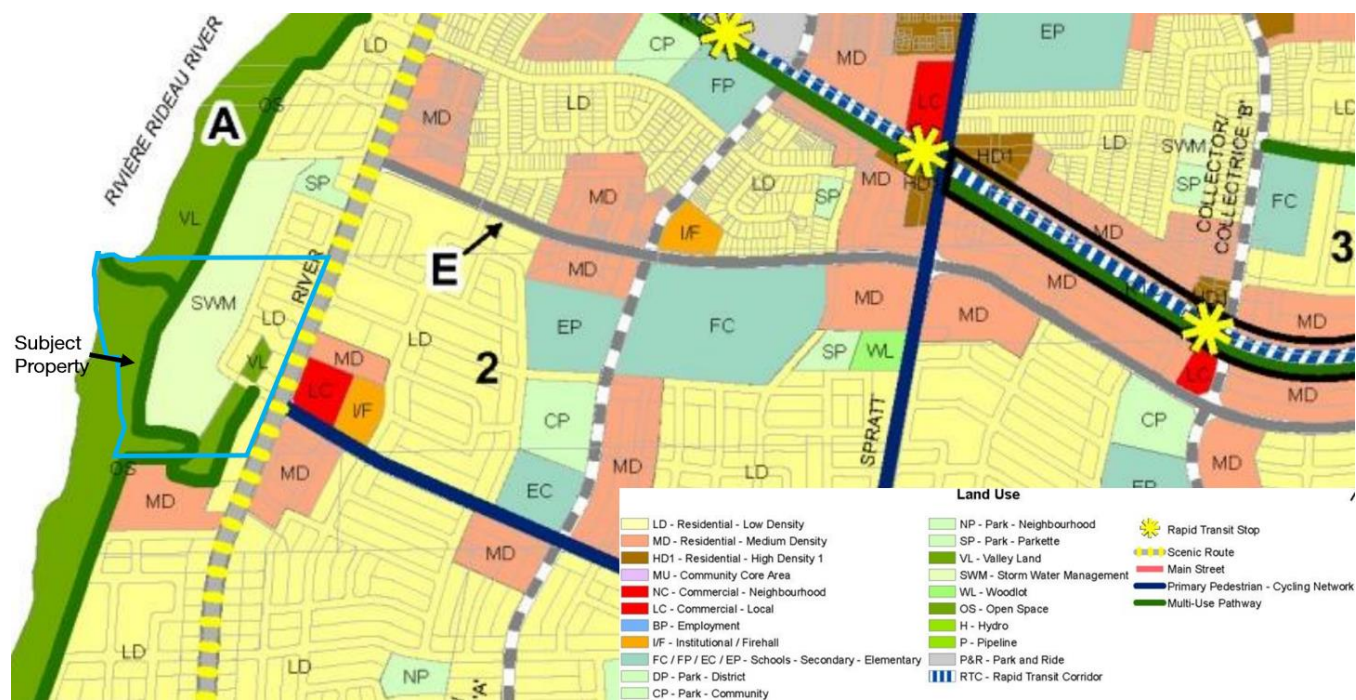 LD
CP
FP
MD
LC
EP
RIVIÈRE RIDEAU RIVER
A
OS
MD
LD
LD
SWM
SP
COLLECTOR/
COLLECTRICE 'B'
HD1
LD
SP
MD
LD
SP
MD
FC
3
VL
I/F
MD
E
MD
RIVER
SWM
LD
LD
MD
MD
MD
HD1
MD
EP
FC
SP
WL
Subject
Property
VL
MD
2
LC
I/F
LC
MD
CP
CP
SPRATT
OS
MD
MD
MD
LD
MD
EC
EP
MD
LD
LD
LD
NP
'A'
Land Use
LD - Residential - Low Density
MD - Residential - Medium Density
HD1 - Residential - High Density 1
MU - Community Core Area
NC - Commercial - Neighbourhood
LC - Commercial - Local
BP - Employment
I/F - Institutional / Firehall
FC / FP / EC / EP - Schools - Secondary - Elementary
DP - Park - District
CP - Park - Community
NP - Park - Neighbourhood
SP - Park - Parkette
VL - Valley Land
SWM - Storm Water Management
WL - Woodlot
OS - Open Space
H - Hydro
P - Pipeline
P&R - Park and Ride
RTC - Rapid Transit Corridor
Rapid Transit Stop
Scenic Route
Main Street
Primary Pedestrian - Cycling Network
Multi-Use Pathway